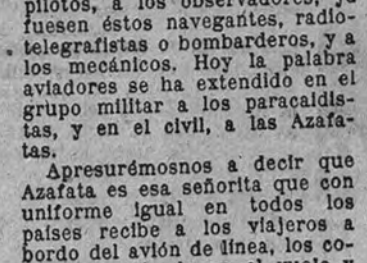 pilotos, a los observadores, ya
fuesen éstos navegantes, radio-
telegrafistas o bombarderos, y a
los mecánicos. Hoy la palabra
aviadores se ha extendido en el
grupo militar a los paracaidis-
tas, y en el civil, a las Azafa-
tas.
Apresurémosnos a decir que
Azafata es esa señorita que con
uniforme igual en todos los
países recibe a los viajeros a
bordo del avión de línea, los co-